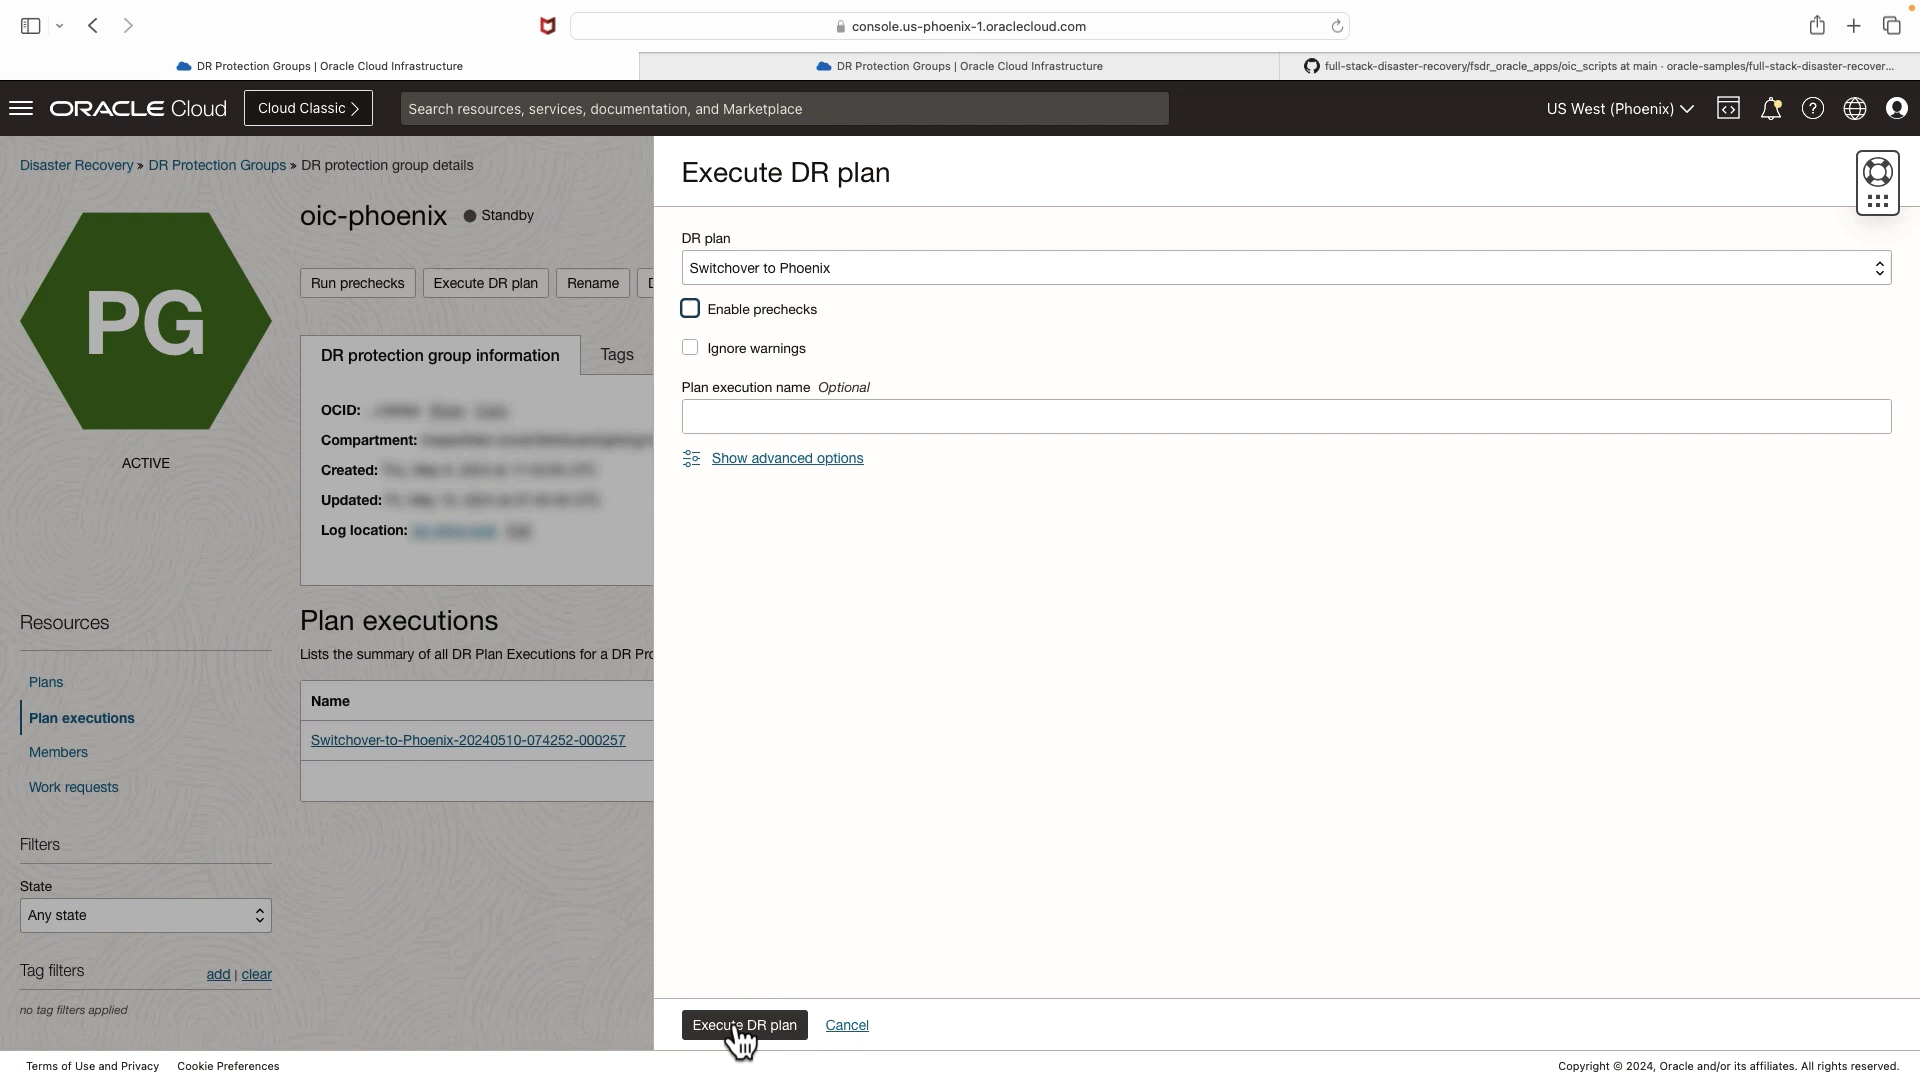 console.us-phoenix-1.oraclecloud.com
DR Protection Groups | Oracle Cloud Infrastructure
DR Protection Groups | Oracle Cloud Infrastructure
full-stack-disaster-recovery/fsdr_oracle_apps/oic_scripts at main · oracle-samples/full-stack-disaster-recover...
ORACLE Cloud
Cloud Classic
Search resources, services, documentation, and Marketplace
US West (Phoenix)
Disaster Recovery » DR Protection Groups » DR protection group details
PG
ACTIVE
oic-phoenix
Standby
Run prechecks
Execute DR plan
Rename
DR protection group information
Tags
OCID:
Compartment:
Created:
Updated:
Log location:
Resources
Plans
Plan executions
Members
Work requests
Filters
State
Any state
Tag filters
add | clear
no tag filters applied
Plan executions
Lists the summary of all DR Plan Executions for a DR Pro
Name
Switchover-to-Phoenix-20240510-074252-000257
Execute DR plan
DR plan
Switchover to Phoenix
Enable prechecks
Ignore warnings
Plan execution name Optional
Show advanced options
Execute DR plan
Cancel
Terms of Use and Privacy
Cookie Preferences
Copyright © 2024, Oracle and/or its affiliates. All rights reserved.